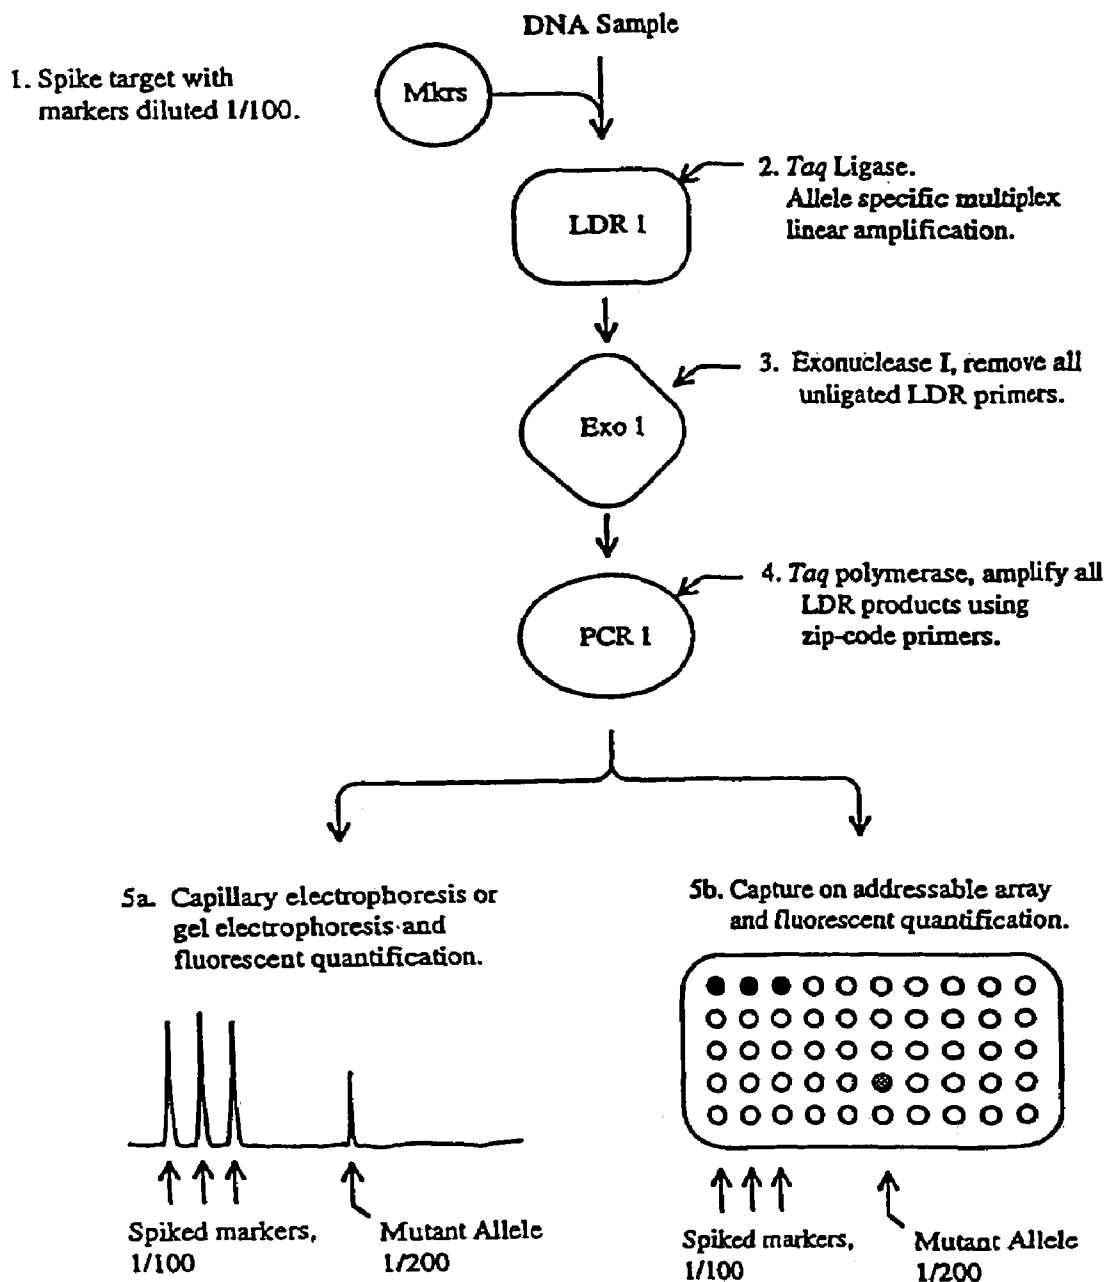 DNA Sample
1. Spike target with
markers diluted 1/100.
Mkrs
2. Taq Ligase.
Allele specific multiplex
linear amplification.
LDR 1
3. Exonuclease I, remove all
unligated LDR primers.
Exo 1
4. Taq polymerase, amplify all
LDR products using
zip-code primers.
PCR 1
5a. Capillary electrophoresis or
gel electrophoresis and
fluorescent quantification.
5b. Capture on addressable array
and fluorescent quantification.
Spiked markers,
1/100
Mutant Allele
1/200
Spiked markers,
1/100
Mutant Allele
1/200